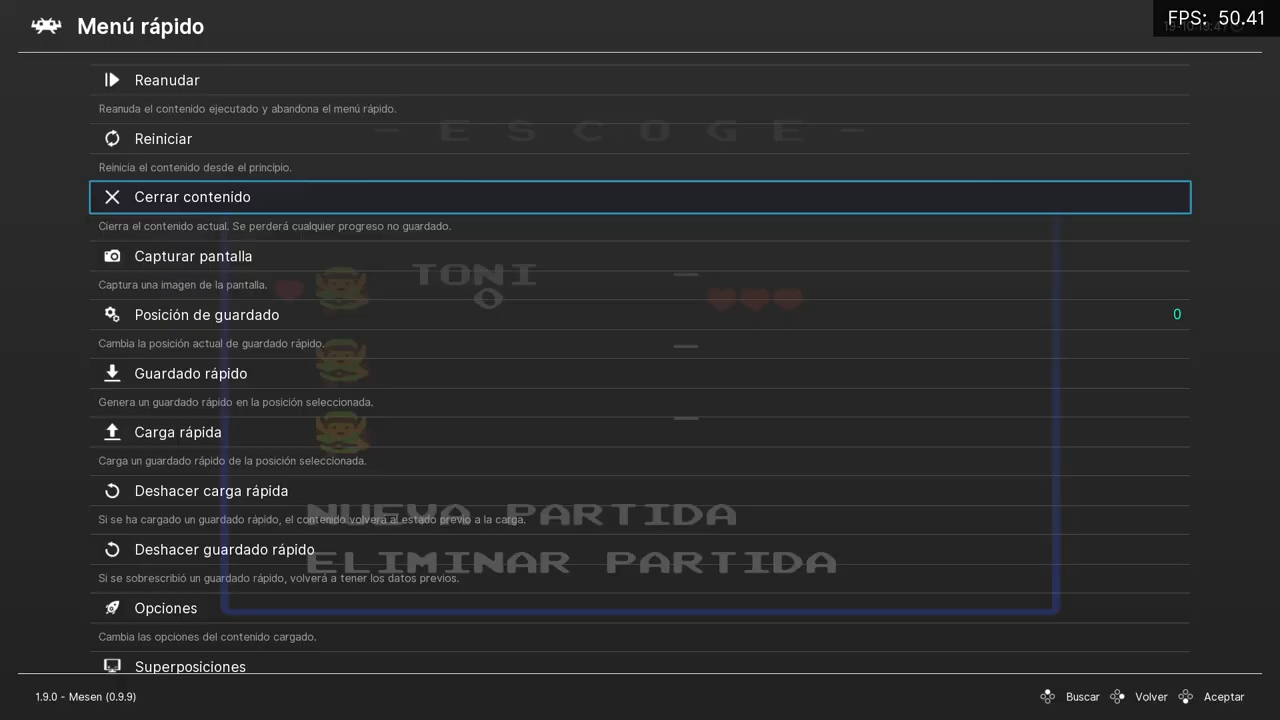 Menú rápido
FPS: 50.41
Reanudar
Reanuda el contenido ejecutado y abandona el menú rápido.
- E S C O G E -
Reiniciar
Reinicia el contenido desde el principio.
Cerrar contenido
Cierra el contenido actual. Se perderá cualquier progreso no guardado.
Capturar pantalla
TONI -
Captura una imagen de la pantalla.
0
Posición de guardado 0
Cambia la posición actual de guardado rápido.
-
Guardado rápido
Genera un guardado rápido en la posición seleccionada.
-
Carga rápida
Carga un guardado rápido de la posición seleccionada.
Deshacer carga rápida
NUEVA PARTIDA
Si se ha cargado un guardado rápido, el contenido volverá al estado previo a la carga.
Deshacer guardado rápido
ELIMINAR PARTIDA
Si se sobrescribió un guardado rápido, volverá a tener los datos previos.
Opciones
Cambia las opciones del contenido cargado.
Superposiciones
1.9.0 - Mesen (0.9.9)
Buscar Volver Aceptar